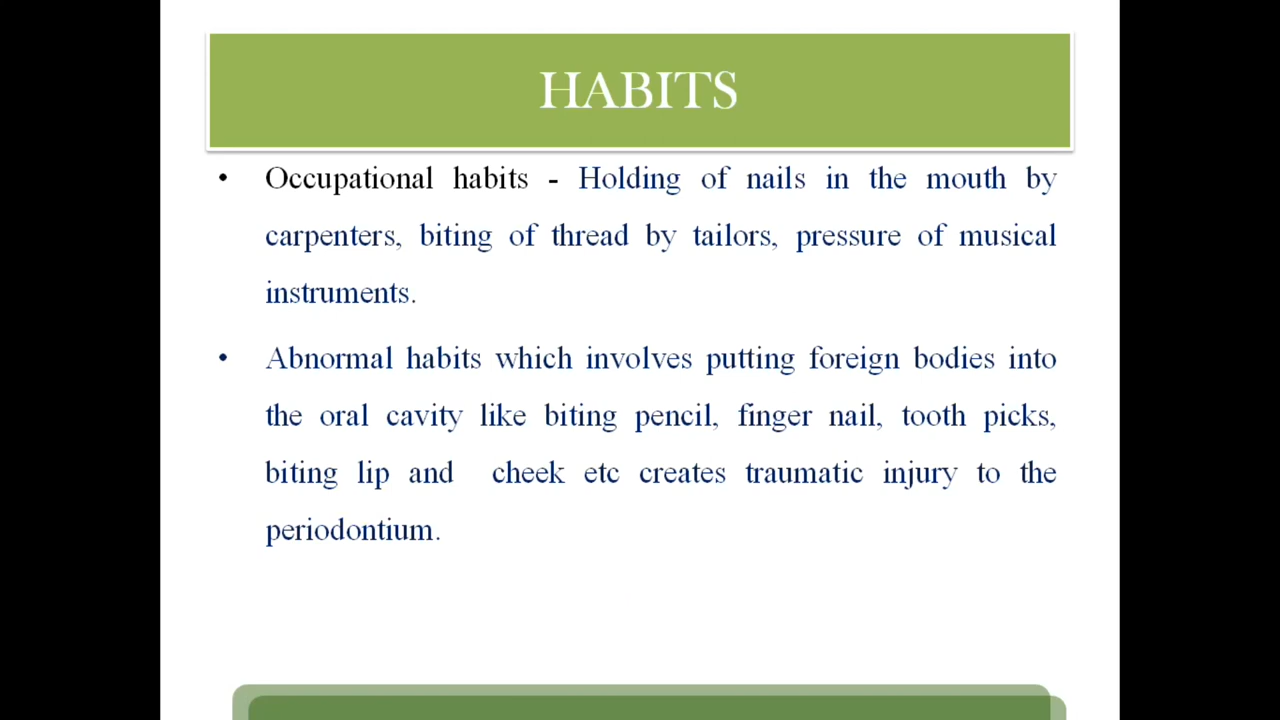 HABITS
• Occupational habits - Holding of nails in the mouth by
carpenters, biting of thread by tailors, pressure of musical
instruments.
• Abnormal habits which involves putting foreign bodies into
the oral cavity like biting pencil, finger nail, tooth picks,
biting lip and cheek etc creates traumatic injury to the
periodontium.